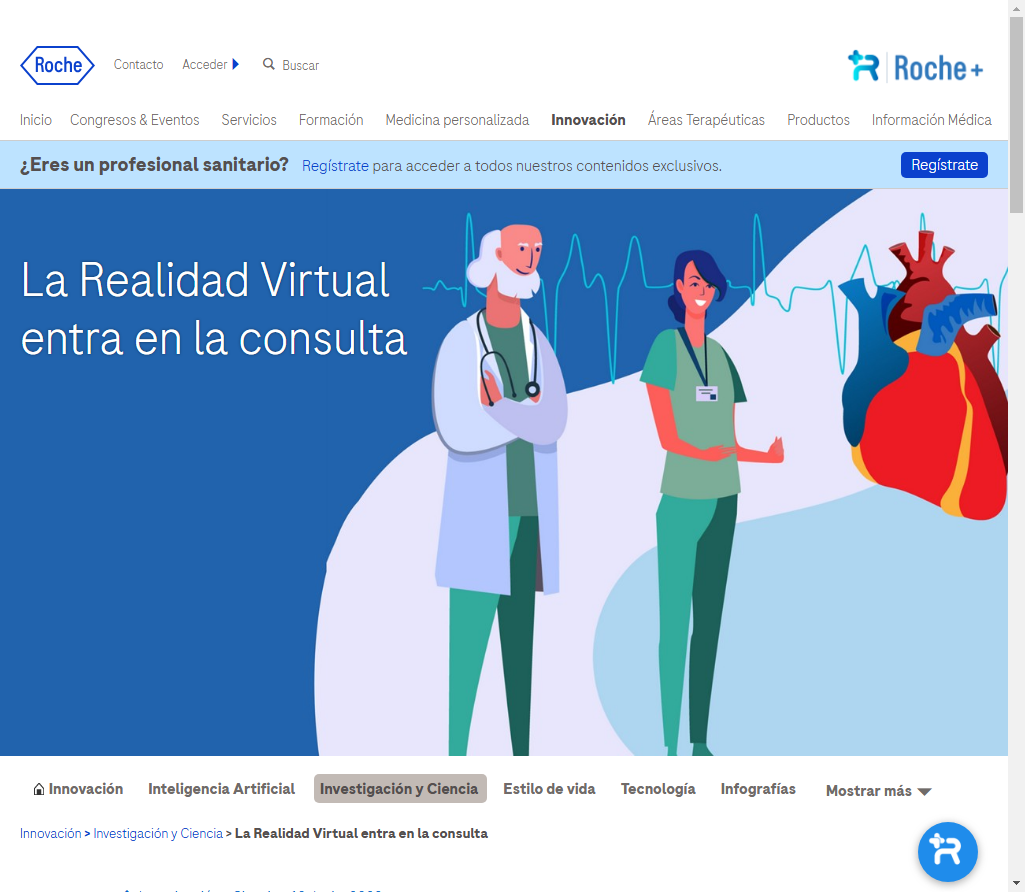 Roche
Contacto Acceder Buscar
Roche+
Inicio Congresos & Eventos Servicios Formación Medicina personalizada Innovación Áreas Terapéuticas Productos Información Médica
¿Eres un profesional sanitario? Regístrate para acceder a todos nuestros contenidos exclusivos. Regístrate
La Realidad Virtual
entra en la consulta
Innovación Inteligencia Artificial Investigación y Ciencia Estilo de vida Tecnología Infografías Mostrar más
Innovación > Investigación y Ciencia > La Realidad Virtual entra en la consulta